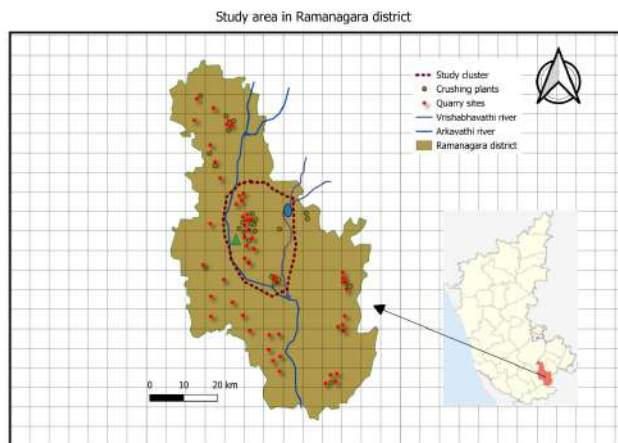 Study area in Ramanagara district
Study cluster
Crushing plants
Quarry sites
Vrishabhavathi river
Arkavathi river
Ramanagara district
0 10 20 km